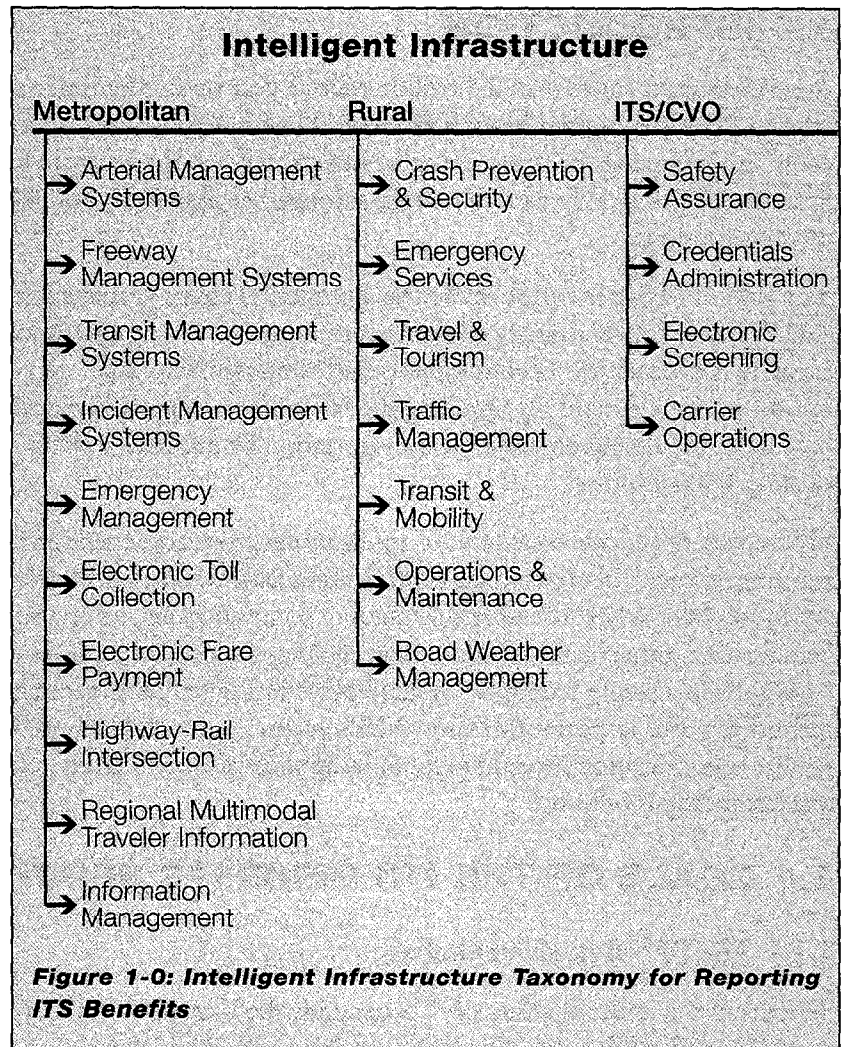 Intelligent Infrastructure
Metropolitan
Arterial Management
Systems
Freeway
Management Systems
Transit Management
Systems
Incident Management
Systems
Emergency
Management
Electronic Toll
Collection
Electronic Fare
Payment
Highway-Rail
Intersection
Regional Multimodal
Traveler Information
Information
Management
Rural
Crash Prevention
& Security
Emergency
Services
Travel &
Tourism
Traffic
Management
Transit &
Mobility
Operations &
Maintenance
Road Weather
Management
ITS/CVO
Safety
Assurance
Credentials
Administration
Electronic
Screening
Carrier
Operations
Figure 1-0: Intelligent Infrastructure Taxonomy for Reporting
ITS Benefits